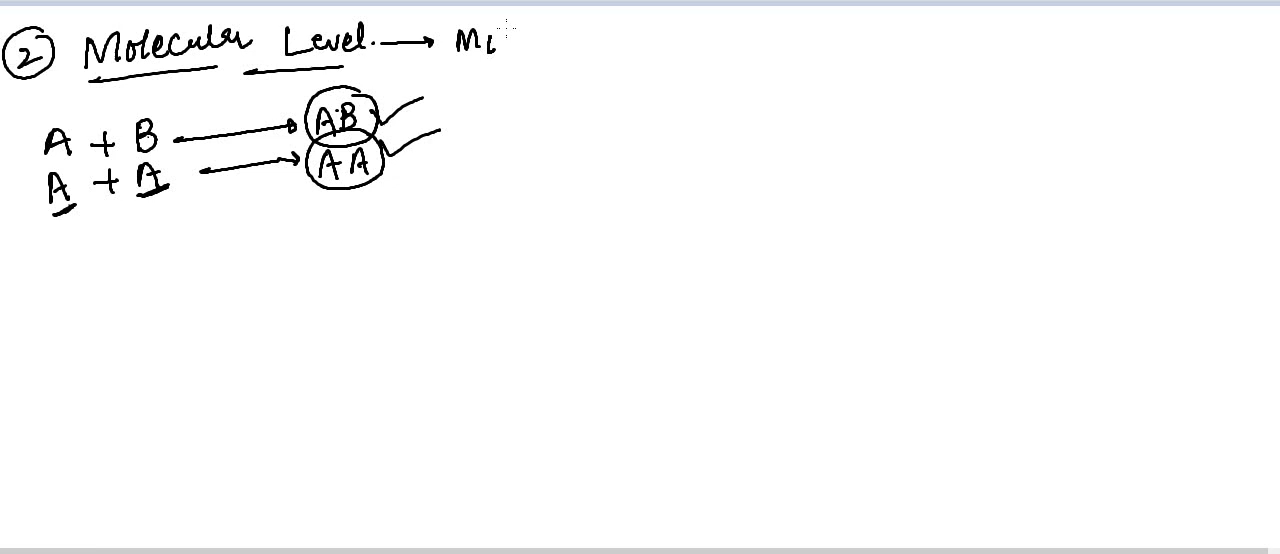 ② Molecular Level. → Mi
A + B → AB ✓
A + A → AA ✓